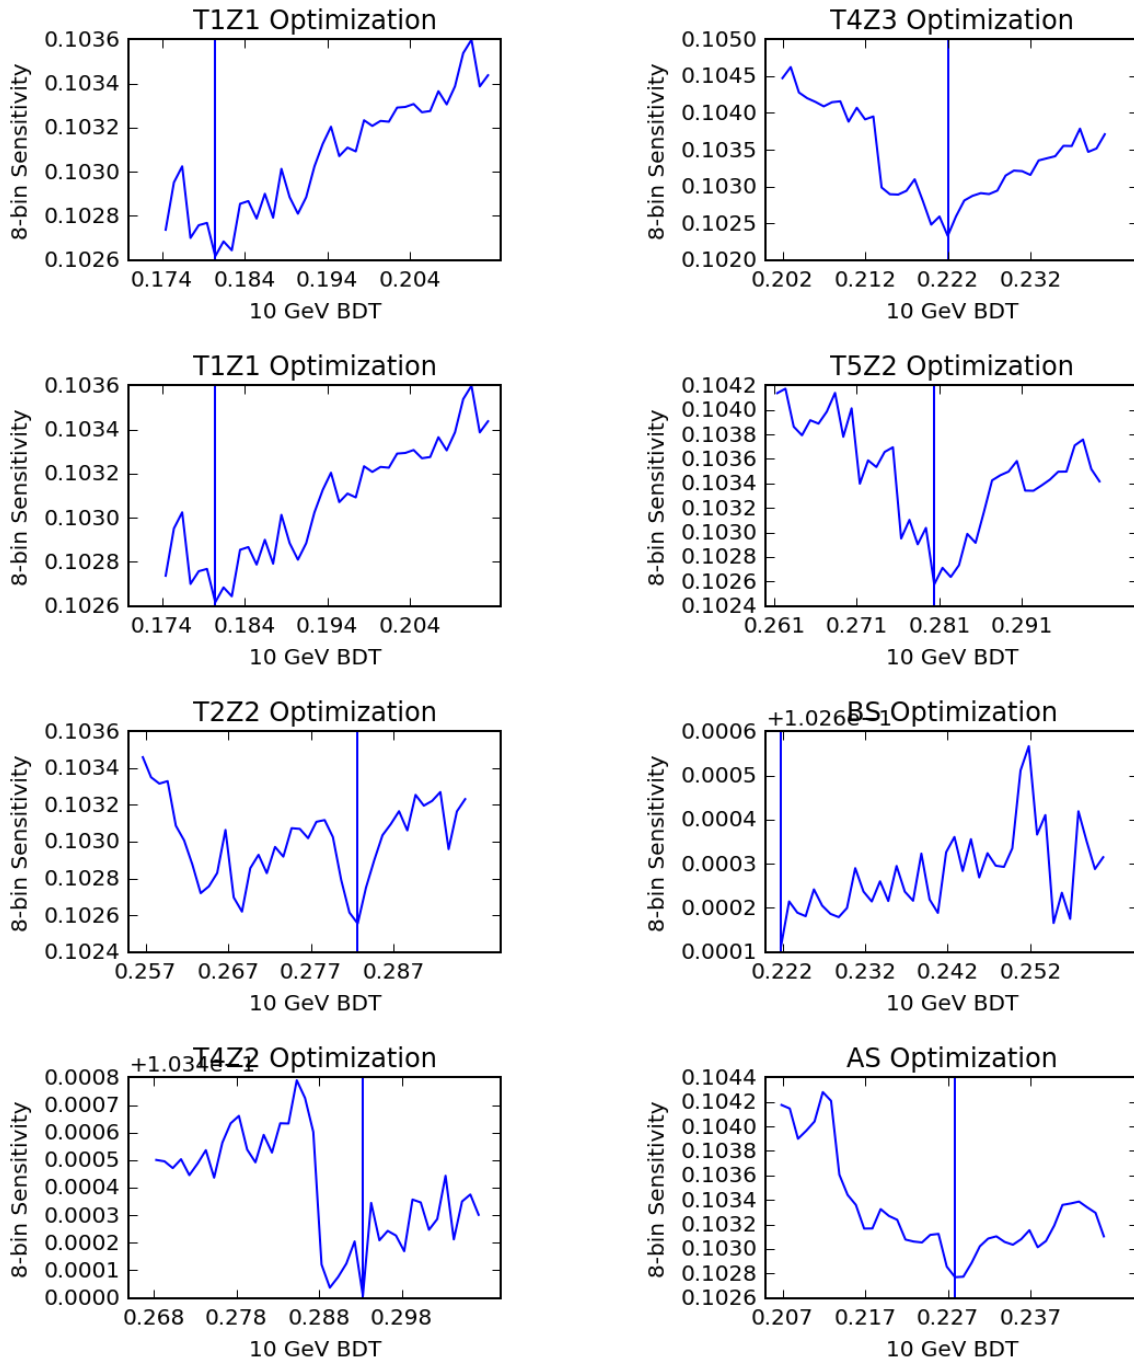 T1Z1 Optimization
8-bin Sensitivity
0.1036
0.1034
0.1032
0.1030
0.1028
0.1026
0.174 0.184 0.194 0.204
10 GeV BDT
T4Z3 Optimization
8-bin Sensitivity
0.1050
0.1045
0.1040
0.1035
0.1030
0.1025
0.1020
0.202 0.212 0.222 0.232
10 GeV BDT
T1Z1 Optimization
8-bin Sensitivity
0.1036
0.1034
0.1032
0.1030
0.1028
0.1026
0.174 0.184 0.194 0.204
10 GeV BDT
T5Z2 Optimization
8-bin Sensitivity
0.1042
0.1040
0.1038
0.1036
0.1034
0.1032
0.1030
0.1028
0.1026
0.1024
0.261 0.271 0.281 0.291
10 GeV BDT
T2Z2 Optimization
8-bin Sensitivity
0.1036
0.1034
0.1032
0.1030
0.1028
0.1026
0.1024
0.257 0.267 0.277 0.287
10 GeV BDT
BS Optimization
+1.026e−1
8-bin Sensitivity
0.0006
0.0005
0.0004
0.0003
0.0002
0.0001
0.222 0.232 0.242 0.252
10 GeV BDT
T4Z2 Optimization
+1.034e−1
8-bin Sensitivity
0.0008
0.0007
0.0006
0.0005
0.0004
0.0003
0.0002
0.0001
0.0000
0.268 0.278 0.288 0.298
10 GeV BDT
AS Optimization
8-bin Sensitivity
0.1044
0.1042
0.1040
0.1038
0.1036
0.1034
0.1032
0.1030
0.1028
0.1026
0.207 0.217 0.227 0.237
10 GeV BDT